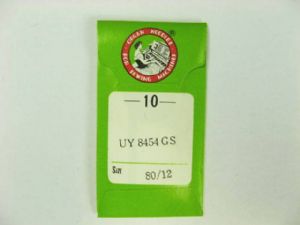 ORGAN NEEDLES
FOR SEWING MACHINES
®
10
UY 8454 GS
SIZE
80/12